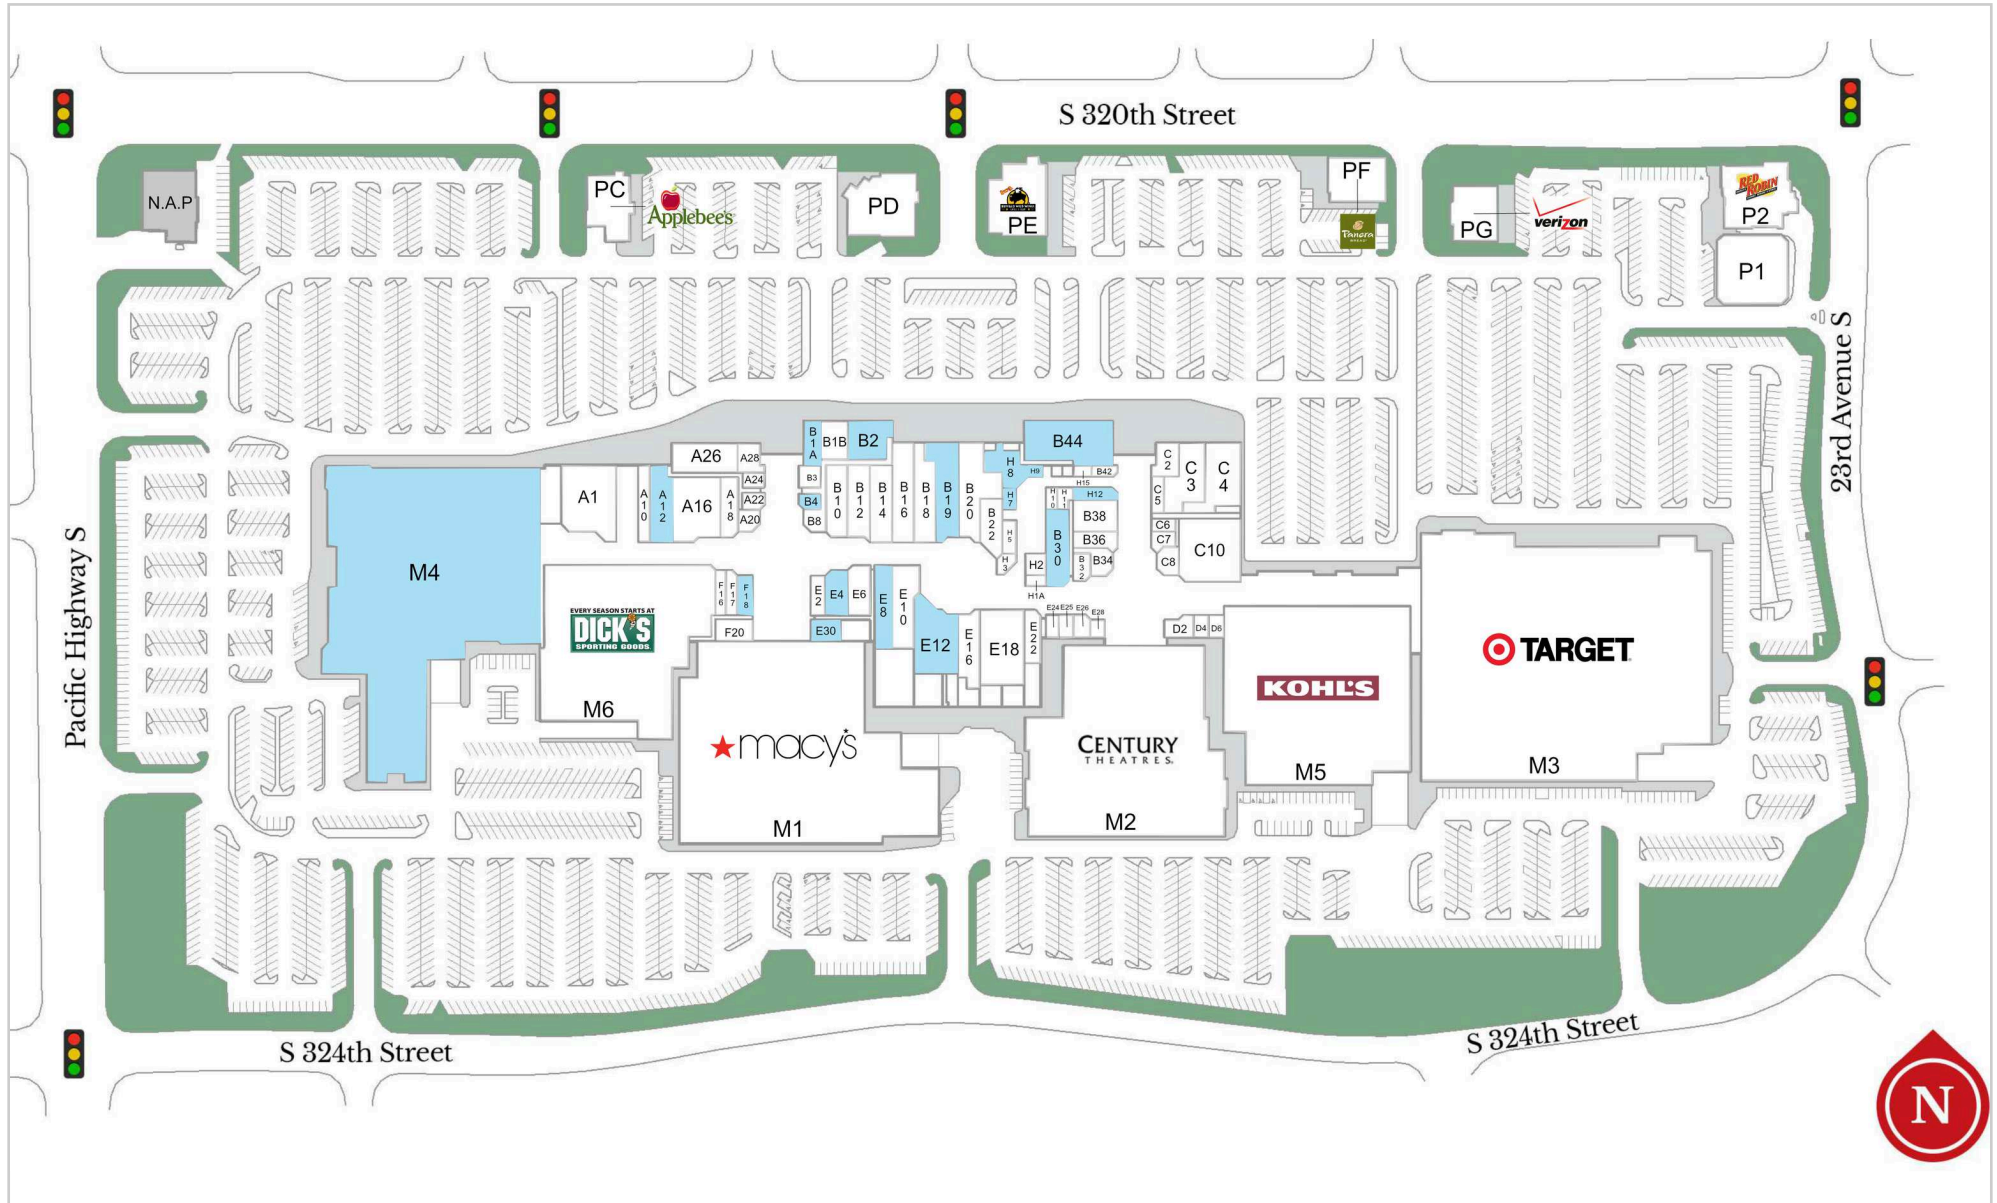 S 320th Street
N.A.P
PC
Applebee's
PD
PE
PF
Panera
BREAD
PG
verizon
RED ROBIN
P2
P1
23rd Avenue S
Pacific Highway S
M4
A1
A10
A12
A16
A18
A26
A28
A24
A22
A20
B1A
B1B
B2
B3
B4
B8
B10
B12
B14
B16
B18
B19
B20
B22
H8
H7
H9
H5
H3
B44
B42
H15
H10
H11
H12
B30
B38
B36
B32
B34
H2
H1A
C2
C3
C4
C5
C6
C7
C8
C10
EVERY SEASON STARTS AT
DICK'S
SPORTING GOODS
M6
F16
F17
F18
F20
E2
E4
E6
E8
E10
E30
E12
E16
E18
E22
E24
E25
E26
E28
D2
D4
D6
macy's
M1
CENTURY
THEATRES
M2
KOHL'S
M5
TARGET
M3
S 324th Street
S 324th Street
N